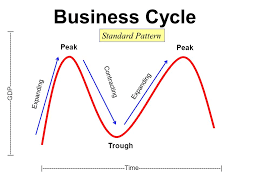 Business Cycle
Standard Pattern
Peak
Peak
Expanding
Contracting
Expanding
GDP
Trough
Time